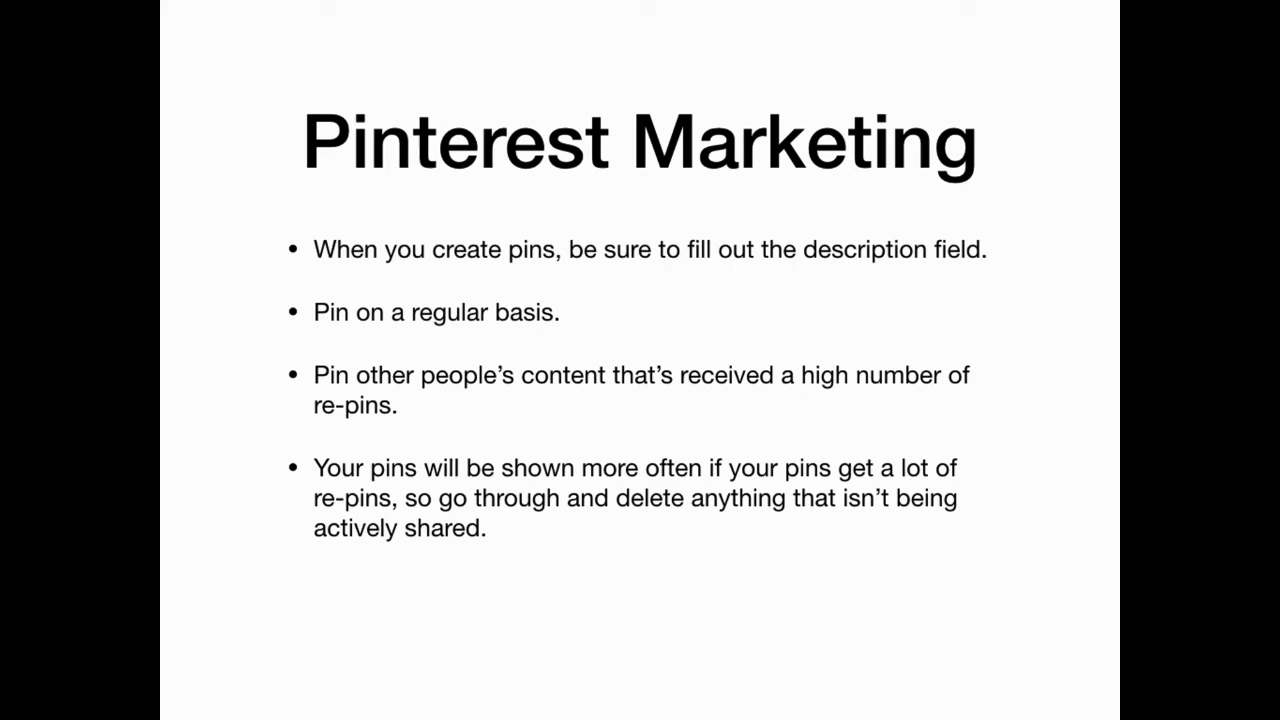 Pinterest Marketing
• When you create pins, be sure to fill out the description field.
• Pin on a regular basis.
• Pin other people’s content that’s received a high number of
re-pins.
• Your pins will be shown more often if your pins get a lot of
re-pins, so go through and delete anything that isn’t being
actively shared.